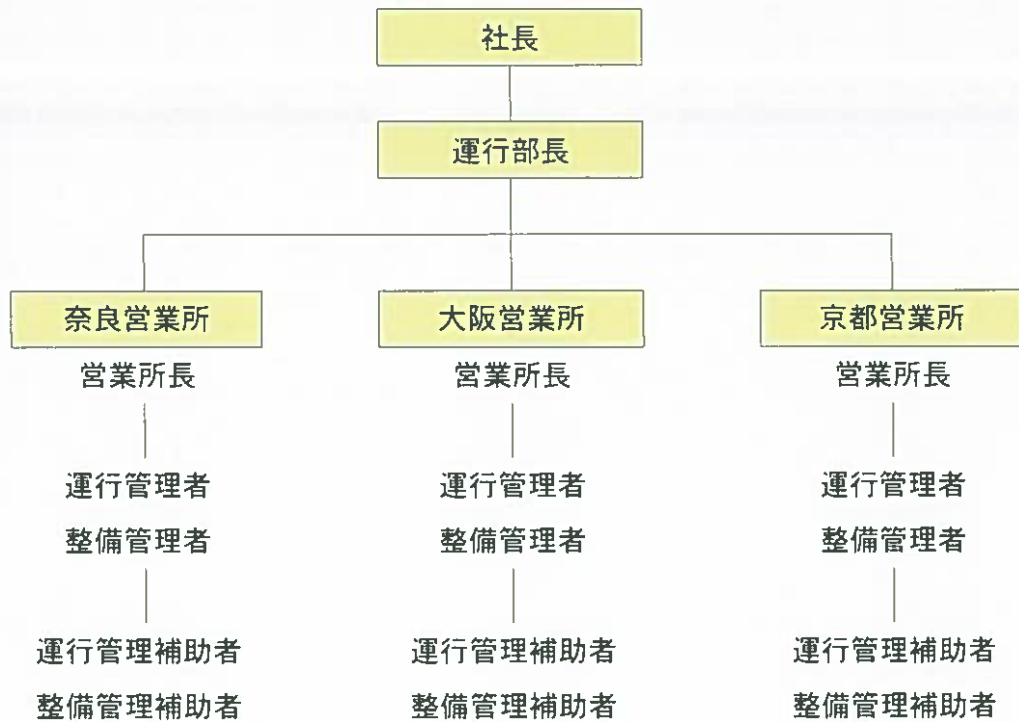 社長
運行部長
奈良営業所
営業所長
運行管理者
整備管理者
運行管理補助者
整備管理補助者
大阪営業所
営業所長
運行管理者
整備管理者
運行管理補助者
整備管理補助者
京都営業所
営業所長
運行管理者
整備管理者
運行管理補助者
整備管理補助者